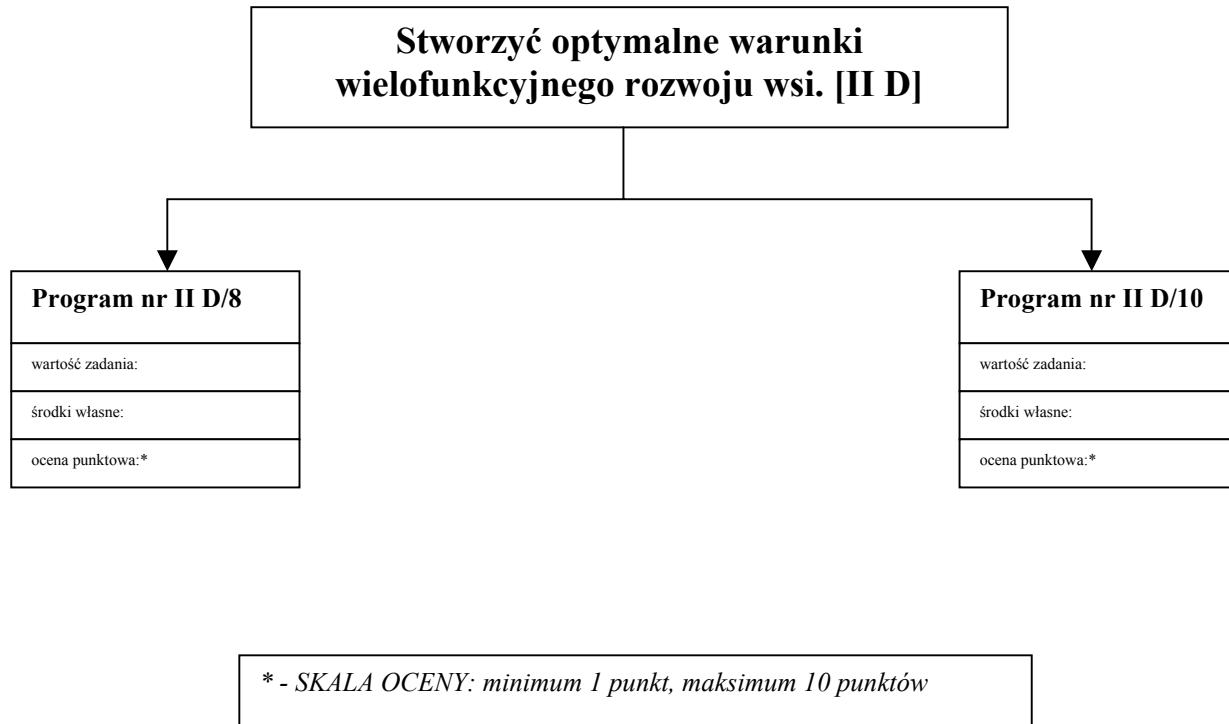 Stworzyć optymalne warunki
wielofunkcyjnego rozwoju wsi. [II D]
Program nr II D/8
wartość zadania:
środki własne:
ocena punktowa:*
Program nr II D/10
wartość zadania:
środki własne:
ocena punktowa:*
* - SKALA OCENY: minimum 1 punkt, maksimum 10 punktów